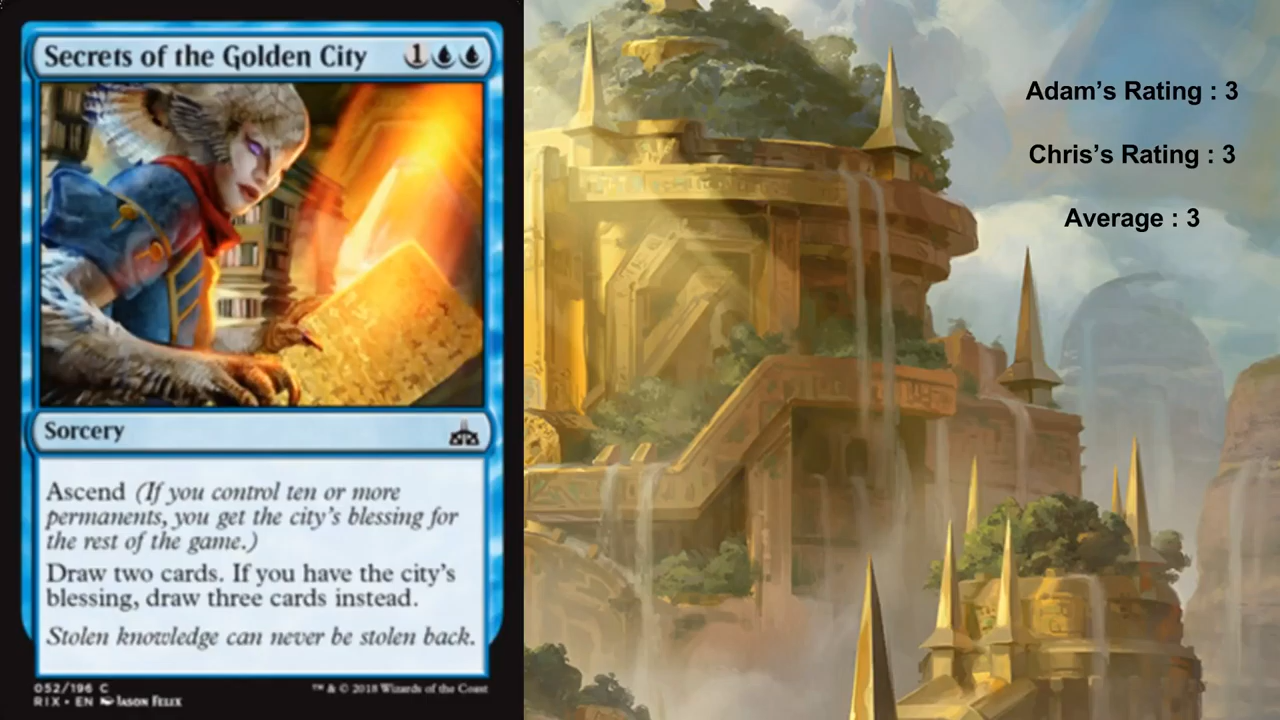 Secrets of the Golden City 1
Sorcery
Ascend (If you control ten or more
permanents, you get the city's blessing for
the rest of the game.)
Draw two cards. If you have the city's
blessing, draw three cards instead.
Stolen knowledge can never be stolen back.
052/196 C
RIX • EN Jason Felix
™ & © 2018 Wizards of the Coast
Adam's Rating : 3
Chris's Rating : 3
Average : 3